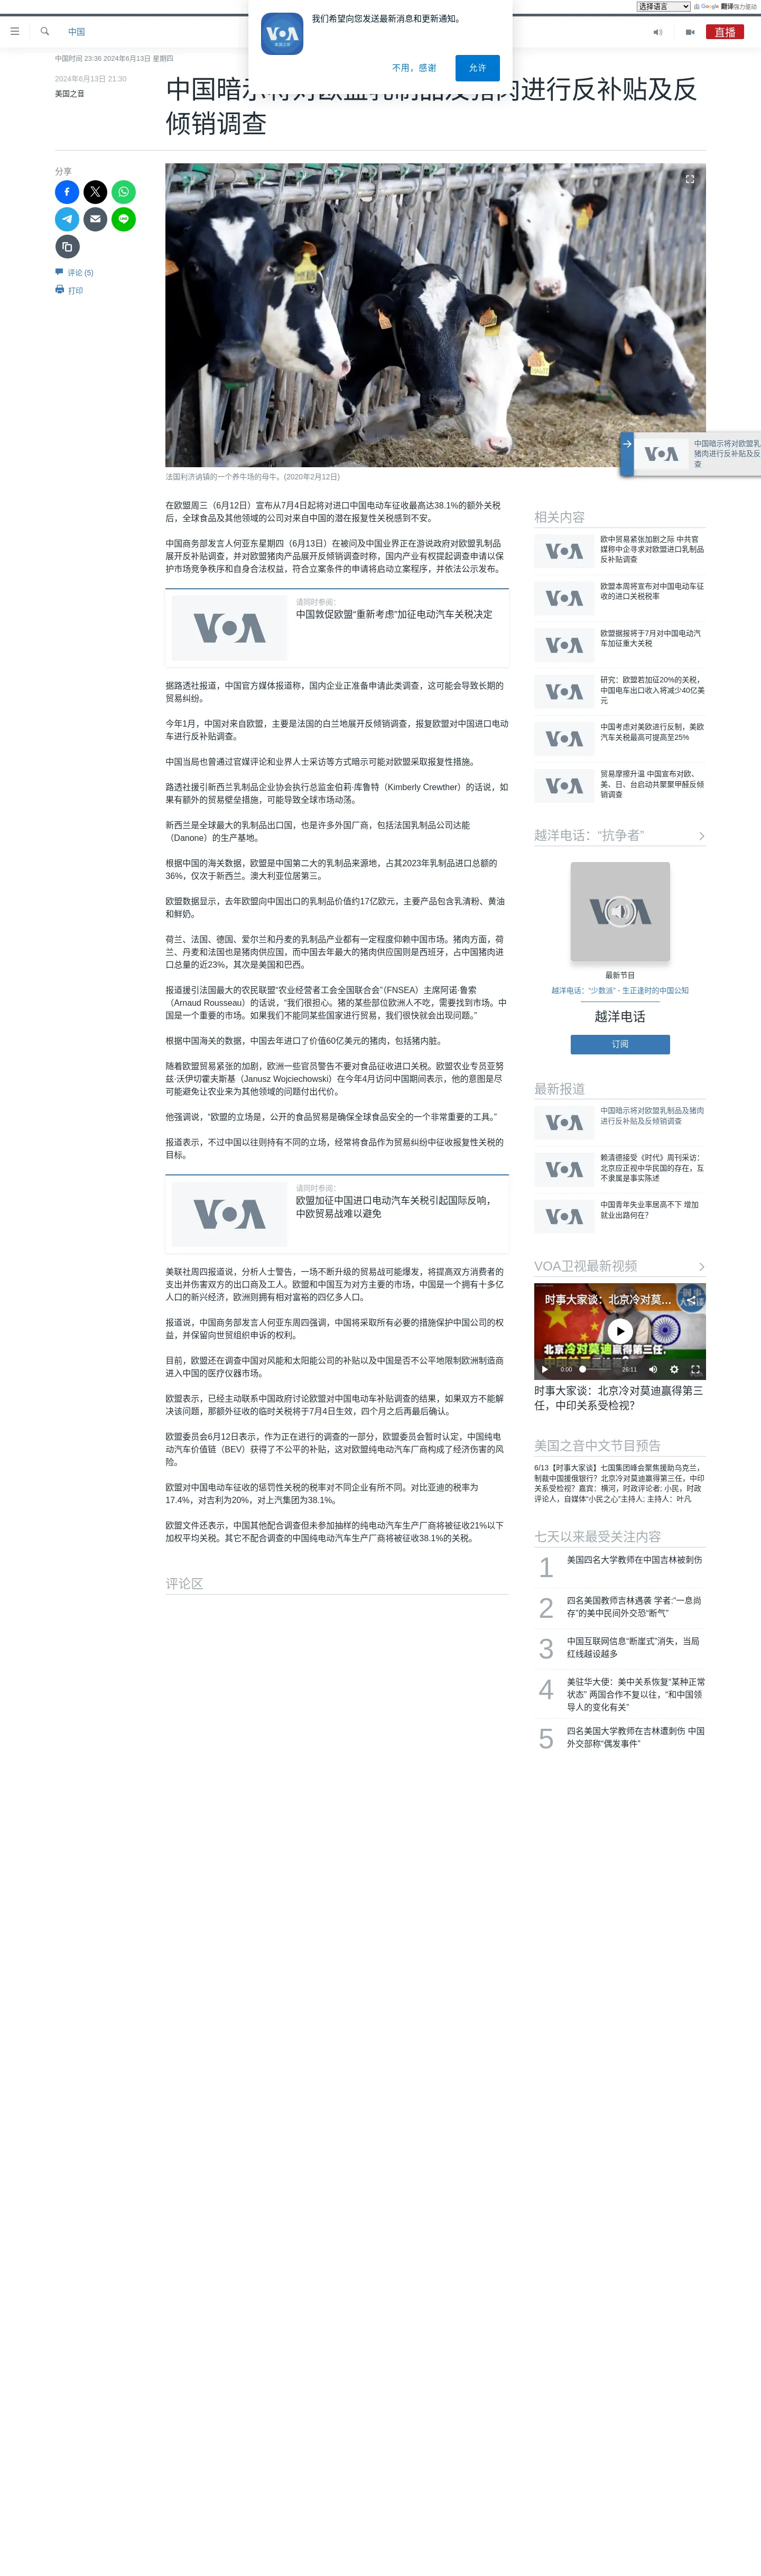 选择语言
由 Google 翻译强力驱动
VOA
美国之音
我们希望向您发送最新消息和更新通知。
不用，感谢
允许
中国
直播
中国时间 23:36 2024年6月13日 星期四
2024年6月13日 21:30
美国之音
倾销调查
分享
评论 (5)
打印
法国利济讷镇的一个养牛场的母牛。(2020年2月12日)
中国暗示将对欧盟乳
猪肉进行反补贴及反
查
在欧盟周三（6月12日）宣布从7月4日起将对进口中国电动车征收最高达38.1%的额外关税
后，全球食品及其他领域的公司对来自中国的潜在报复性关税感到不安。
中国商务部发言人何亚东星期四（6月13日）在被问及中国业界正在游说政府对欧盟乳制品
展开反补贴调查，并对欧盟猪肉产品展开反倾销调查时称，国内产业有权提起调查申请以保
护市场竞争秩序和自身合法权益，符合立案条件的申请将启动立案程序，并依法公示发布。
VOA
请同时参阅:
中国敦促欧盟“重新考虑”加征电动汽车关税决定
据路透社报道，中国官方媒体报道称，国内企业正准备申请此类调查，这可能会导致长期的
贸易纠纷。
今年1月，中国对来自欧盟，主要是法国的白兰地展开反倾销调查，报复欧盟对中国进口电动
车进行反补贴调查。
中国当局也曾通过官媒评论和业界人士采访等方式暗示可能对欧盟采取报复性措施。
路透社援引新西兰乳制品企业协会执行总监金伯莉·库鲁特（Kimberly Crewther）的话说，如
果有额外的贸易壁垒措施，可能导致全球市场动荡。
新西兰是全球最大的乳制品出口国，也是许多外国厂商，包括法国乳制品公司达能
（Danone）的生产基地。
根据中国的海关数据，欧盟是中国第二大的乳制品来源地，占其2023年乳制品进口总额的
36%，仅次于新西兰。澳大利亚位居第三。
欧盟数据显示，去年欧盟向中国出口的乳制品价值约17亿欧元，主要产品包含乳清粉、黄油
和鲜奶。
荷兰、法国、德国、爱尔兰和丹麦的乳制品产业都有一定程度仰赖中国市场。猪肉方面，荷
兰、丹麦和法国也是猪肉供应国，而中国去年最大的猪肉供应国则是西班牙，占中国猪肉进
口总量的近23%，其次是美国和巴西。
报道援引法国最大的农民联盟“农业经营者工会全国联合会”（FNSEA）主席阿诺·鲁索
（Arnaud Rousseau）的话说，“我们很担心。猪的某些部位欧洲人不吃，需要找到市场。中
国是一个重要的市场。如果我们不能同某些国家进行贸易，我们很快就会出现问题。”
根据中国海关的数据，中国去年进口了价值60亿美元的猪肉，包括猪内脏。
随着欧盟贸易紧张的加剧，欧洲一些官员警告不要对食品征收进口关税。欧盟农业专员亚努
兹·沃伊切霍夫斯基（Janusz Wojciechowski）在今年4月访问中国期间表示，他的意图是尽
可能避免让农业来为其他领域的问题付出代价。
他强调说，“欧盟的立场是，公开的食品贸易是确保全球食品安全的一个非常重要的工具。”
报道表示，不过中国以往则持有不同的立场，经常将食品作为贸易纠纷中征收报复性关税的
目标。
VOA
请同时参阅:
欧盟加征中国进口电动汽车关税引起国际反响，
中欧贸易战难以避免
美联社周四报道说，分析人士警告，一场不断升级的贸易战可能爆发，将提高双方消费者的
支出并伤害双方的出口商及工人。欧盟和中国互为对方主要的市场，中国是一个拥有十多亿
人口的新兴经济，欧洲则拥有相对富裕的四亿多人口。
报道说，中国商务部发言人何亚东周四强调，中国将采取所有必要的措施保护中国公司的权
益，并保留向世贸组织申诉的权利。
目前，欧盟还在调查中国对风能和太阳能公司的补贴以及中国是否不公平地限制欧洲制造商
进入中国的医疗仪器市场。
欧盟表示，已经主动联系中国政府讨论欧盟对中国电动车补贴调查的结果，如果双方不能解
决该问题，那额外征收的临时关税将于7月4日生效，四个月之后再最后确认。
欧盟委员会6月12日表示，作为正在进行的调查的一部分，欧盟委员会暂时认定，中国纯电
动汽车价值链（BEV）获得了不公平的补贴，这对欧盟纯电动汽车厂商构成了经济伤害的风
险。
欧盟对中国电动车征收的惩罚性关税的税率对不同企业有所不同。对比亚迪的税率为
17.4%，对吉利为20%，对上汽集团为38.1%。
欧盟文件还表示，中国其他配合调查但未参加抽样的纯电动汽车生产厂商将被征收21%以下
加权平均关税。其它不配合调查的中国纯电动汽车生产厂商将被征收38.1%的关税。
评论区
相关内容
欧中贸易紧张加剧之际 中共官
媒称中企寻求对欧盟进口乳制品
反补贴调查
欧盟本周将宣布对中国电动车征
收的进口关税税率
欧盟据报将于7月对中国电动汽
车加征重大关税
研究：欧盟若加征20%的关税，
中国电车出口收入将减少40亿美
元
中国考虑对美欧进行反制，美欧
汽车关税最高可提高至25%
贸易摩擦升温 中国宣布对欧、
美、日、台启动共聚聚甲醛反倾
销调查
越洋电话：“抗争者”
最新节目
越洋电话：“少数派” - 生正逢时的中国公知
越洋电话
订阅
最新报道
中国暗示将对欧盟乳制品及猪肉
进行反补贴及反倾销调查
赖清德接受《时代》周刊采访：
北京应正视中华民国的存在，互
不隶属是事实陈述
中国青年失业率居高不下 增加
就业出路何在？
VOA卫视最新视频
时事大家谈：北京冷对莫…
北京冷对莫迪赢得第三任，
0:00
26:11
时事大家谈：北京冷对莫迪赢得第三
任，中印关系受检视？
美国之音中文节目预告
6/13【时事大家谈】七国集团峰会聚焦援助乌克兰，
制裁中国援俄银行？北京冷对莫迪赢得第三任，中印
关系受检视？嘉宾：横河，时政评论者; 小民，时政
评论人，自媒体“小民之心”主持人; 主持人：叶凡
七天以来最受关注内容
1 美国四名大学教师在中国吉林被刺伤
2 四名美国教师吉林遇袭 学者:“一息尚
存”的美中民间外交恐“断气”
3 中国互联网信息“断崖式”消失，当局
红线越设越多
4 美驻华大使：美中关系恢复“某种正常
状态” 两国合作不复以往，“和中国领
导人的变化有关”
5 四名美国大学教师在吉林遭刺伤 中国
外交部称“偶发事件”